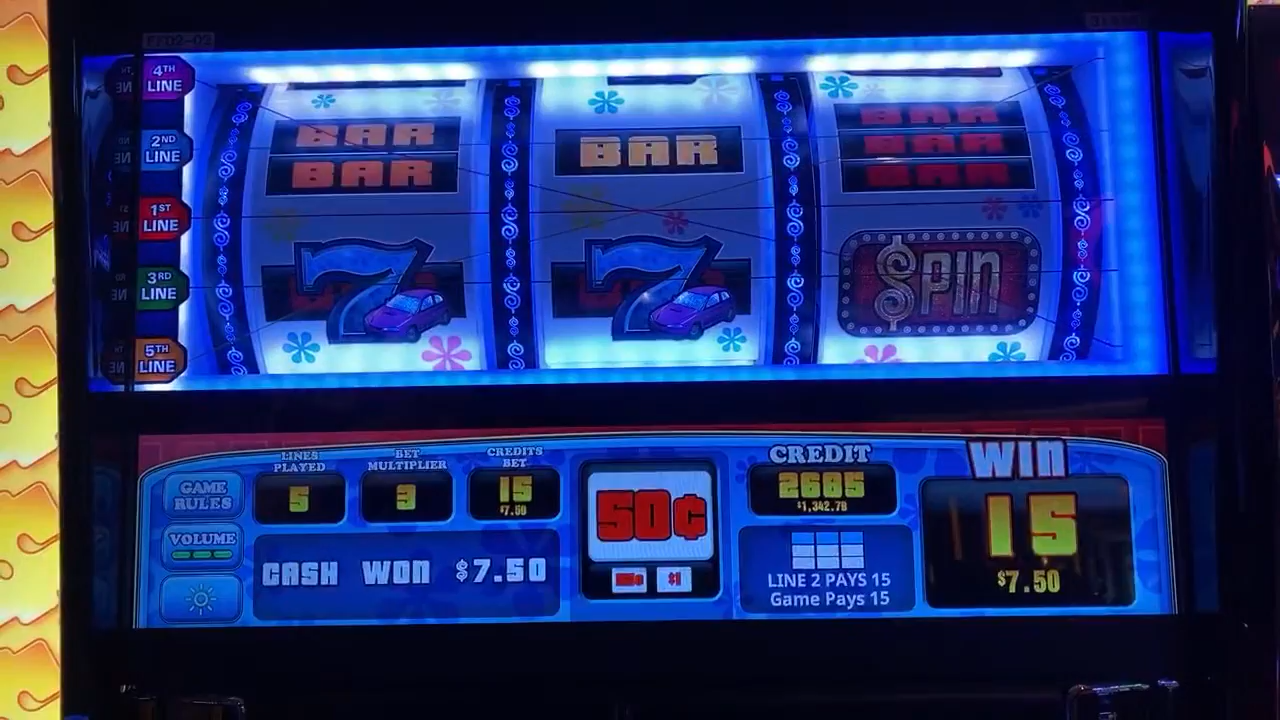 4TH LINE
2ND LINE
1ST LINE
3RD LINE
5TH LINE
BAR
BAR
BAR
BAR
BAR
BAR
7
7
$PIN
GAME RULES
VOLUME
LINES PLAYED
5
BET MULTIPLIER
3
CREDITS BET
15
$7.50
CASH WON $7.50
50¢
$1
CREDIT
2685
$1,342.78
LINE 2 PAYS 15
Game Pays 15
WIN
15
$7.50